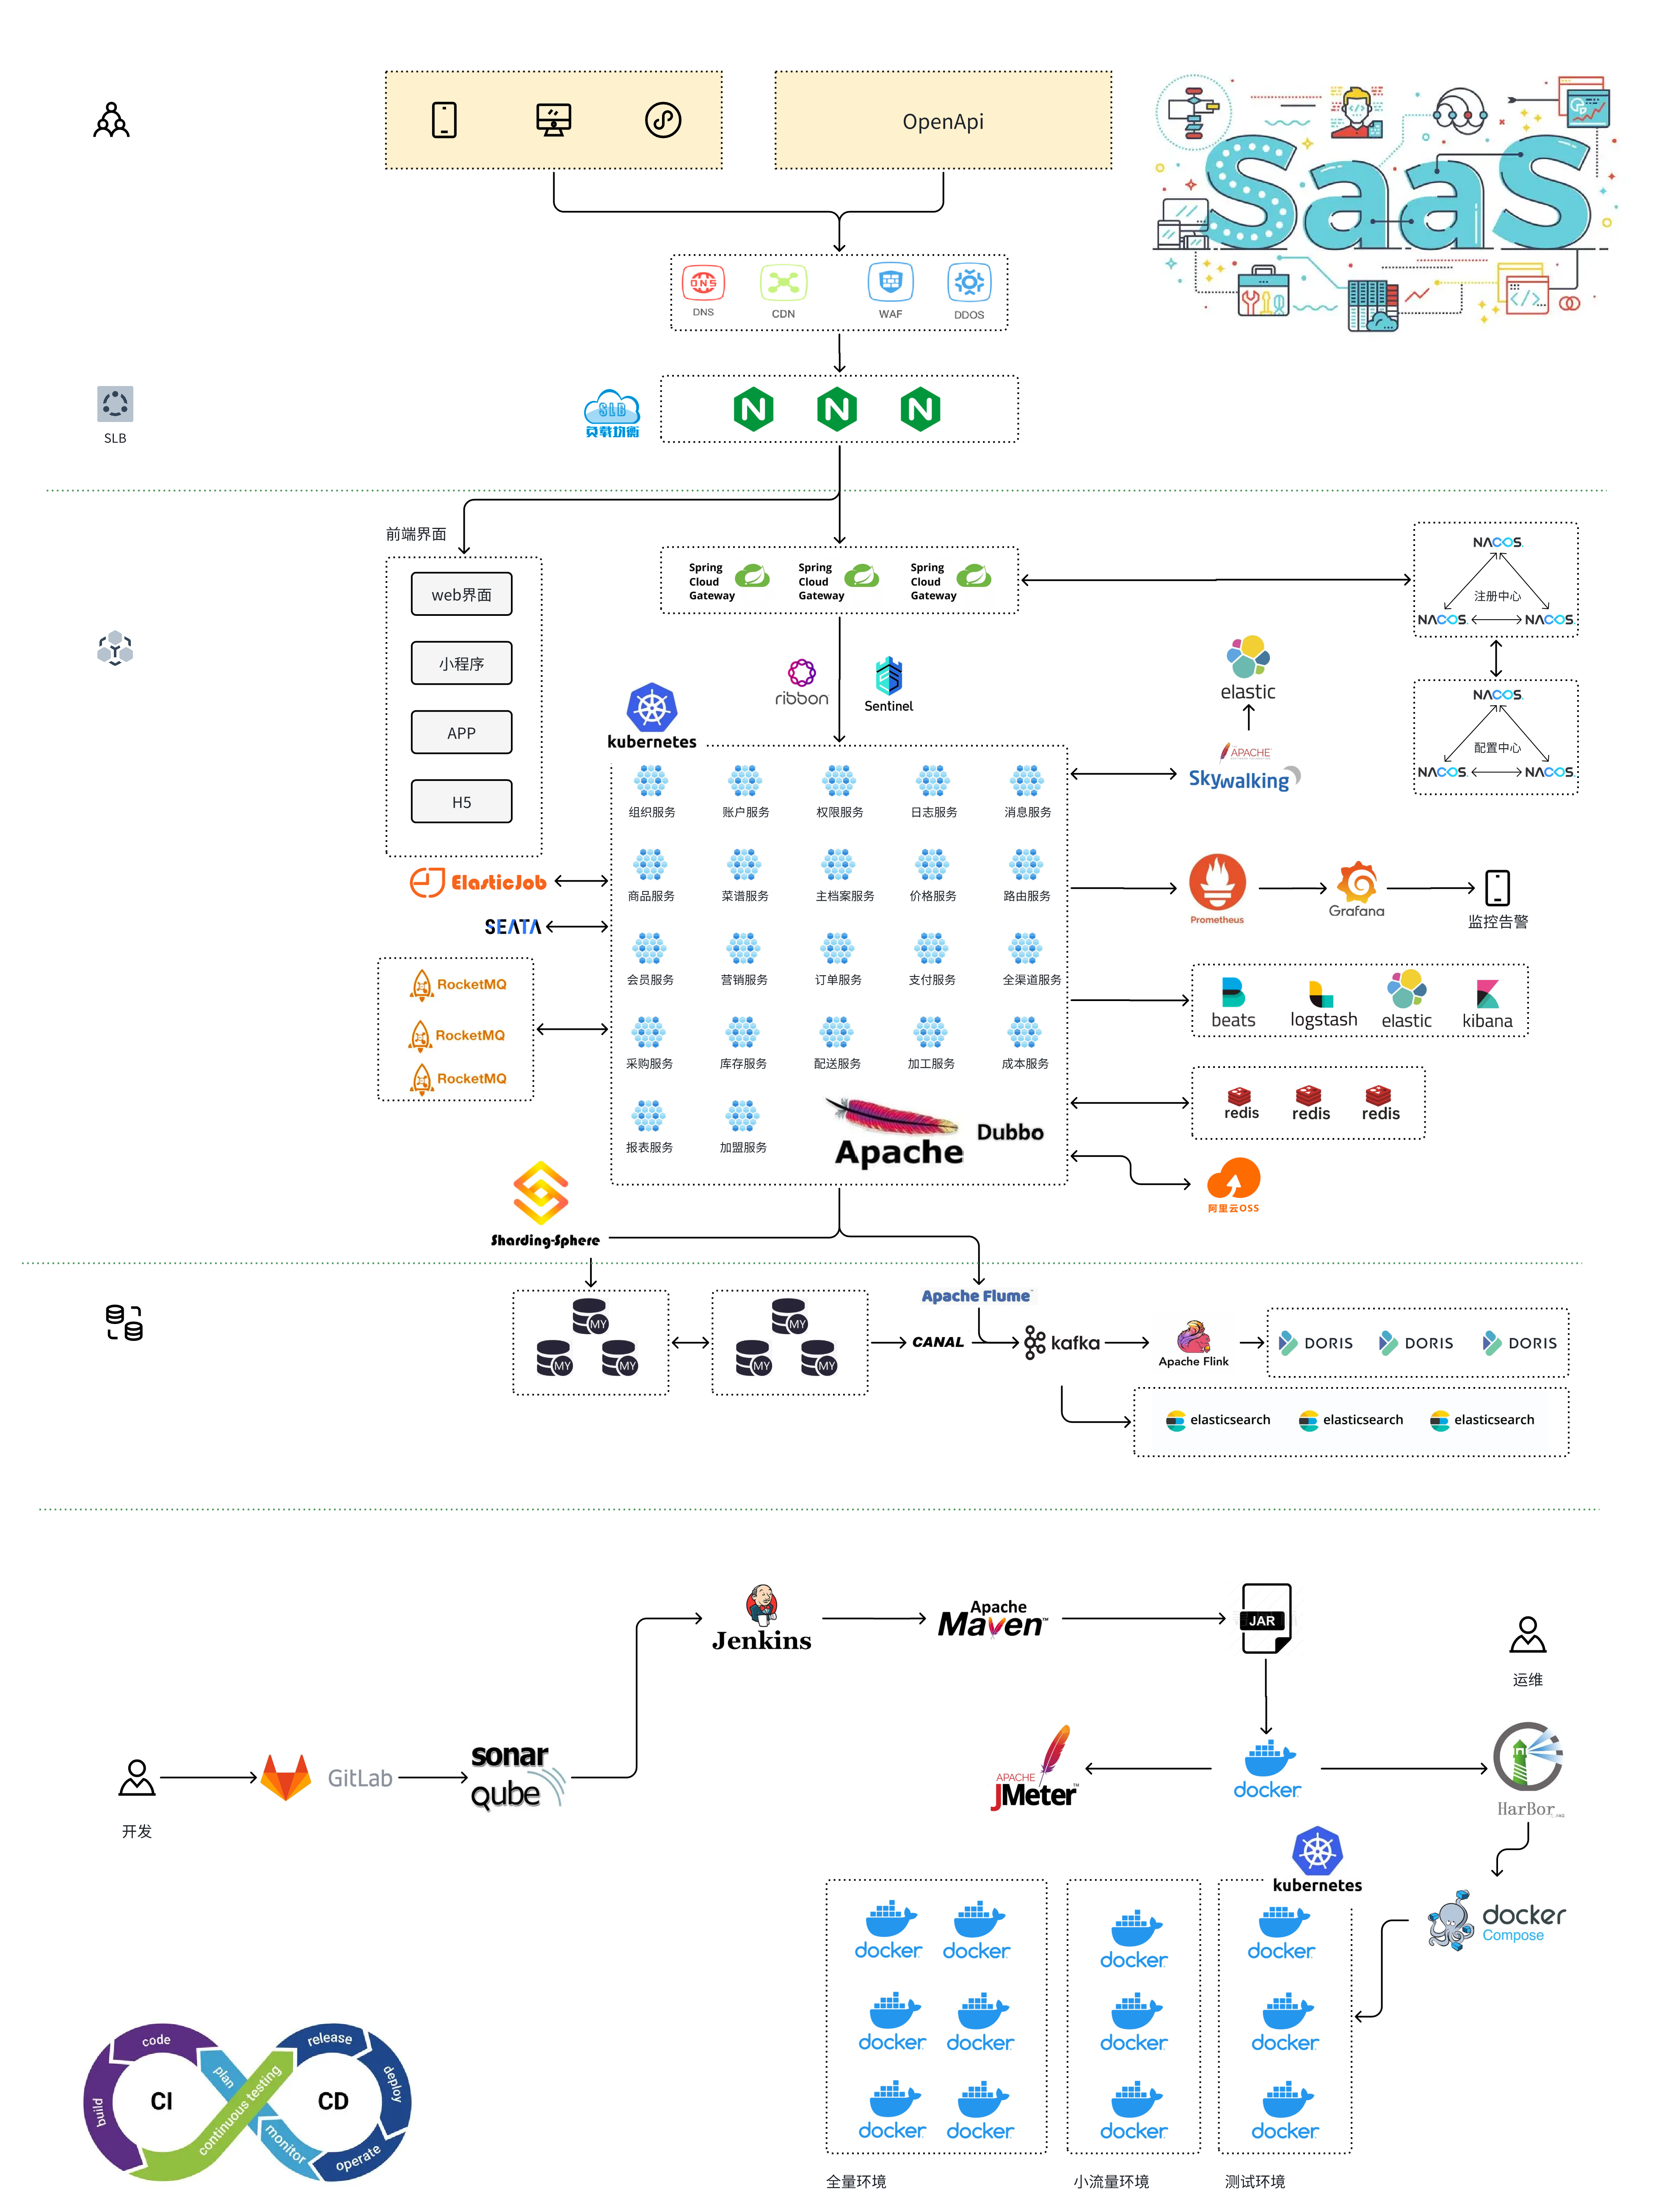 OpenApi
SaaS
DNS
DNS
CDN
WAF
DDOS
SLB
负载均衡
SLB
前端界面
web界面
小程序
APP
H5
Spring
Cloud
Gateway
Spring
Cloud
Gateway
Spring
Cloud
Gateway
NACOS.
注册中心
NACOS.
NACOS.
NACOS.
配置中心
NACOS.
NACOS.
ribbon
Sentinel
elastic
APACHE
Skywalking
kubernetes
组织服务
账户服务
权限服务
日志服务
消息服务
商品服务
菜谱服务
主档案服务
价格服务
路由服务
会员服务
营销服务
订单服务
支付服务
全渠道服务
采购服务
库存服务
配送服务
加工服务
成本服务
报表服务
加盟服务
Apache
Dubbo
ElasticJob
SEATA
RocketMQ
RocketMQ
RocketMQ
Prometheus
Grafana
监控告警
beats
logstash
elastic
kibana
redis
redis
redis
阿里云OSS
Sharding-Sphere
MY
MY
MY
MY
MY
MY
CANAL
Apache Flume
kafka
Apache Flink
DORIS
DORIS
DORIS
elasticsearch
elasticsearch
elasticsearch
开发
GitLab
sonar
qube
Jenkins
Apache
Maven™
JAR
运维
APACHE
JMeter™
docker
HarBor
kubernetes
docker
Compose
docker
docker
docker
docker
docker
docker
docker
docker
docker
docker
docker
docker
全量环境
小流量环境
测试环境
code
build
plan
continuous testing
CI
CD
release
deploy
operate
monitor